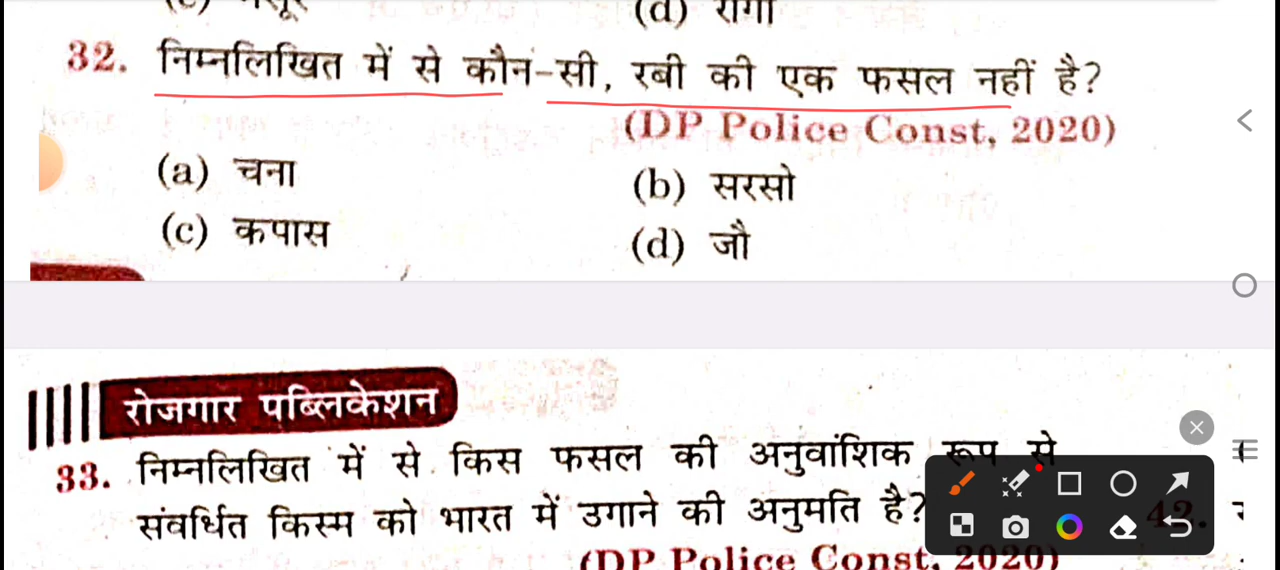 (d) रागी
32. निम्नलिखित में से कौन-सी, रबी की एक फसल नहीं है?
(DP Police Const, 2020)
(a) चना
(b) सरसो
(c) कपास
(d) जौ
रोजगार पब्लिकेशन
33. निम्नलिखित में से किस फसल की अनुवांशिक रूप से
संवर्धित किस्म को भारत में उगाने की अनुमति है?
42.
(DP Police Const, 2020)